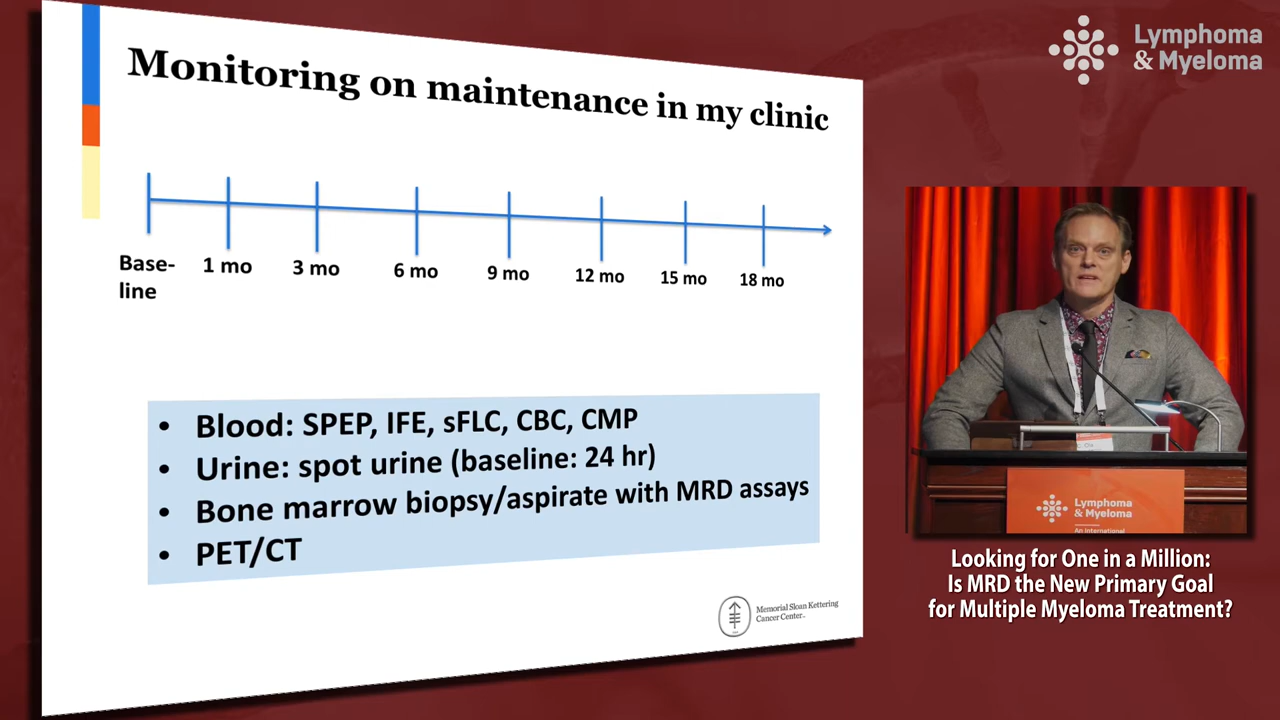 Monitoring on maintenance in my clinic
Base-
line
1 mo
3 mo
6 mo
9 mo
12 mo
15 mo
18 mo
• Blood: SPEP, IFE, sFLC, CBC, CMP
• Urine: spot urine (baseline: 24 hr)
• Bone marrow biopsy/aspirate with MRD assays
• PET/CT
Memorial Sloan Kettering
Cancer Center
Lymphoma
& Myeloma
Lymphoma
& Myeloma
An International
Looking for One in a Million:
Is MRD the New Primary Goal
for Multiple Myeloma Treatment?